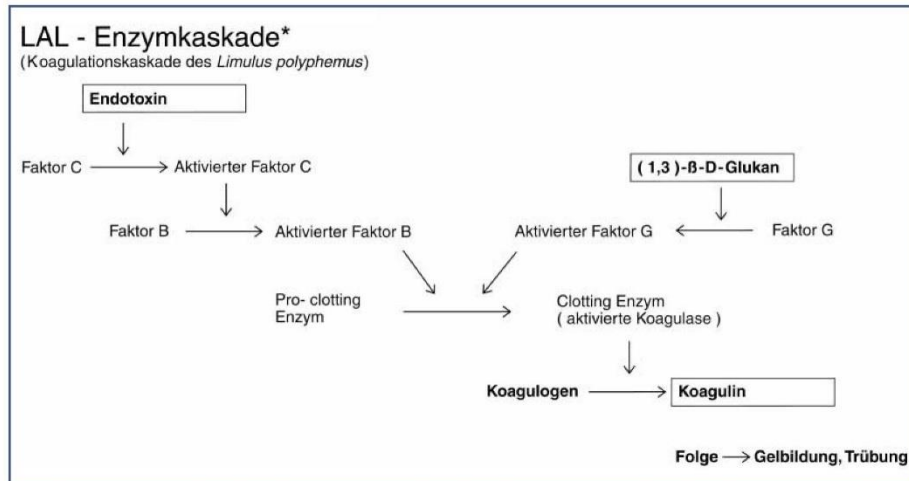 LAL - Enzymkaskade*
(Koagulationskaskade des Limulus polyphemus)
Endotoxin
Faktor C
Aktivierter Faktor C
(1,3)-ß-D-Glukan
Faktor B
Aktivierter Faktor B
Aktivierter Faktor G
Faktor G
Pro- clotting
Enzym
Clotting Enzym
( aktivierte Koagulase )
Koagulogen
Koagulin
Folge → Gelbildung, Trübung